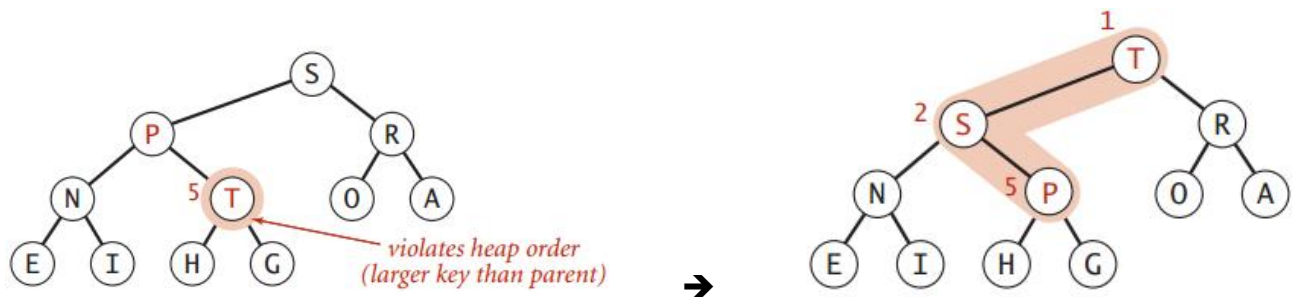 S
P
R
N
5
T
O
A
E
I
H
G
violates heap order
(larger key than parent)
➔
1
T
2
S
R
N
5
P
O
A
E
I
H
G